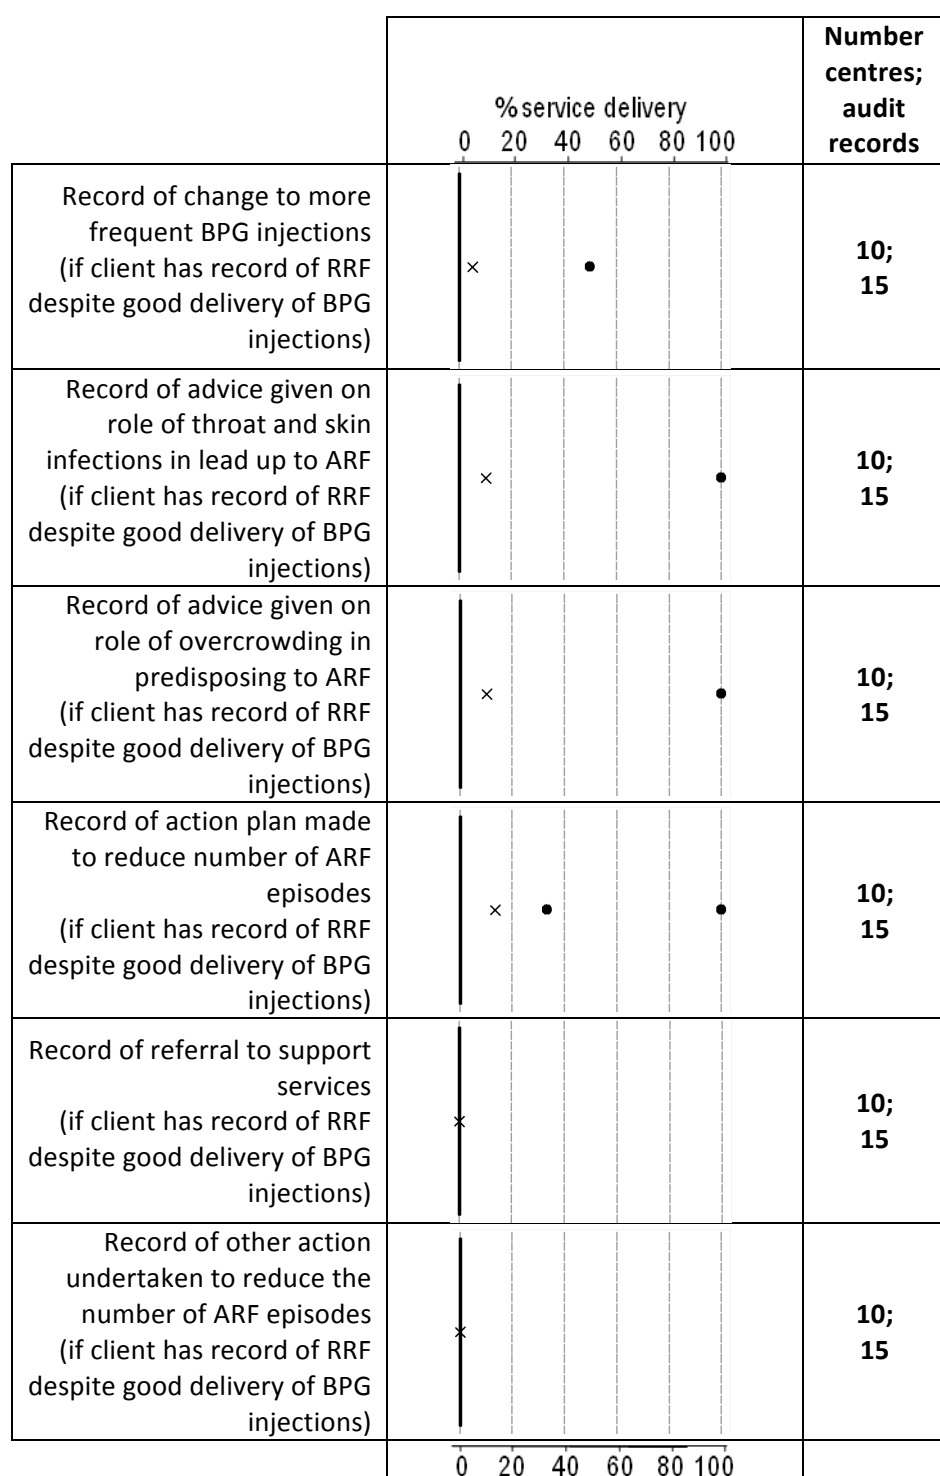 Number
centres;
audit
records
% service delivery
0 20 40 60 80 100
Record of change to more
frequent BPG injections
(if client has record of RRF
despite good delivery of BPG
injections)
10;
15
Record of advice given on
role of throat and skin
infections in lead up to ARF
(if client has record of RRF
despite good delivery of BPG
injections)
10;
15
Record of advice given on
role of overcrowding in
predisposing to ARF
(if client has record of RRF
despite good delivery of BPG
injections)
10;
15
Record of action plan made
to reduce number of ARF
episodes
(if client has record of RRF
despite good delivery of BPG
injections)
10;
15
Record of referral to support
services
(if client has record of RRF
despite good delivery of BPG
injections)
10;
15
Record of other action
undertaken to reduce the
number of ARF episodes
(if client has record of RRF
despite good delivery of BPG
injections)
10;
15
0 20 40 60 80 100